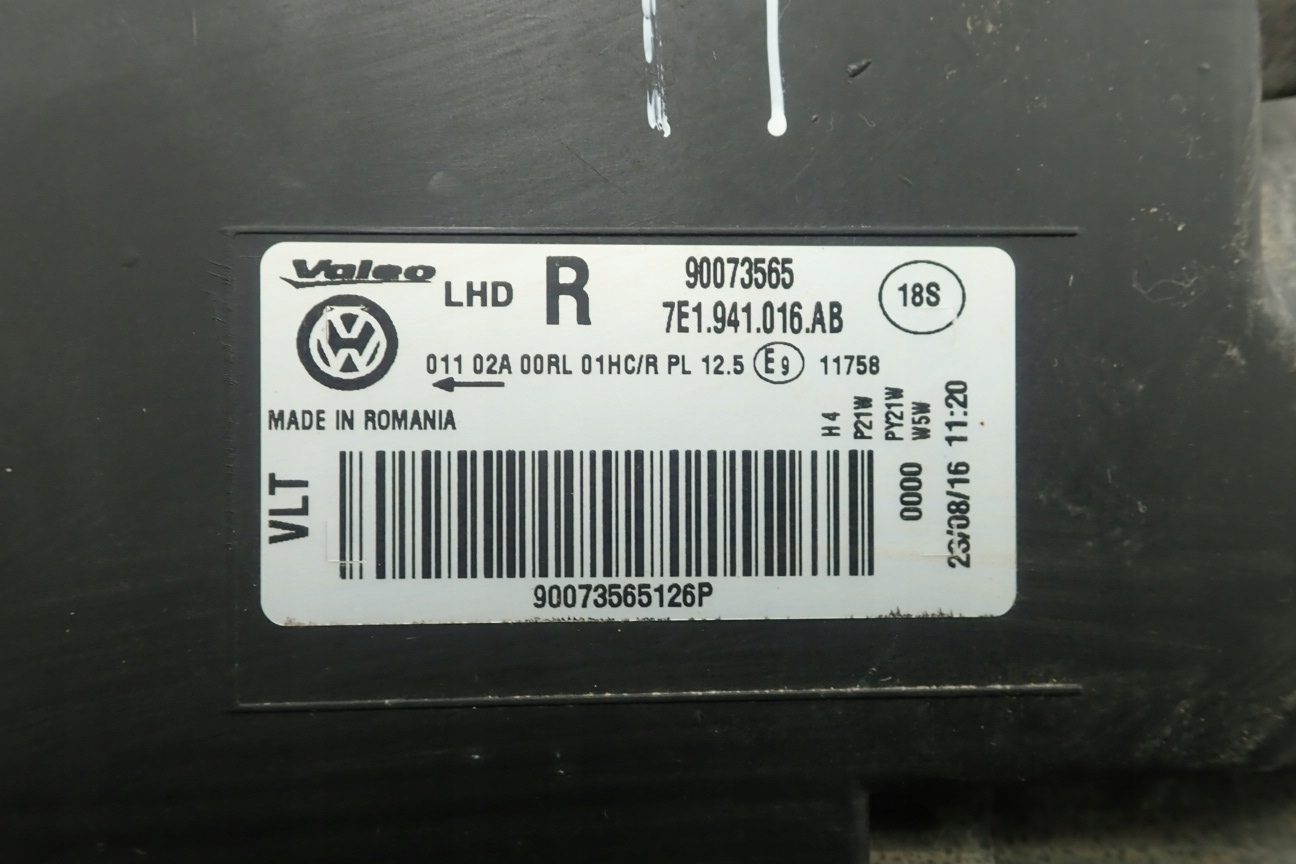 Valeo
LHD R
90073565
7E1.941.016.AB
18S
011 02A 00RL 01HC/R PL 12.5 E9 11758
MADE IN ROMANIA
H4
P21W
PY21W
W5W
0000
23/08/16 11:20
VLT
90073565126P